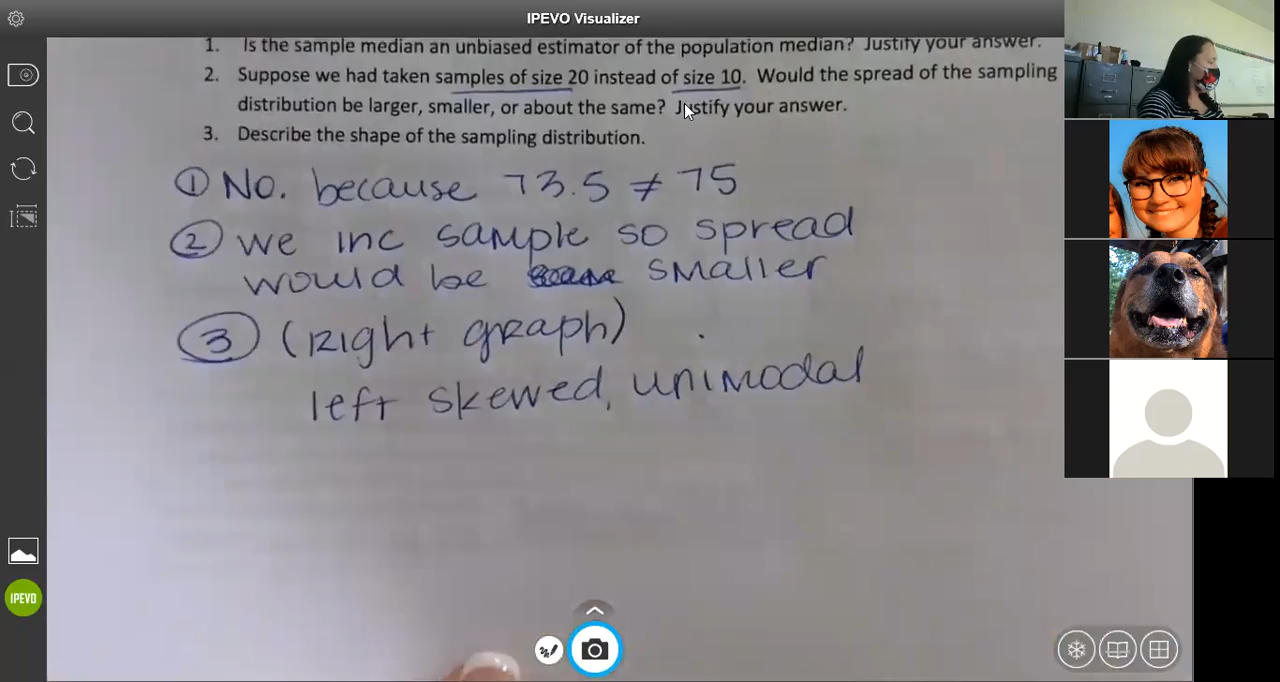 IPEVO Visualizer
1. Is the sample median an unbiased estimator of the population median? Justify your answer.
2. Suppose we had taken samples of size 20 instead of size 10. Would the spread of the sampling
distribution be larger, smaller, or about the same? Justify your answer.
3. Describe the shape of the sampling distribution.
① No. because 73.5 ≠ 75
② we inc sample so spread
would be smaller
③ (Right graph)
left skewed, unimodal
IPEVO